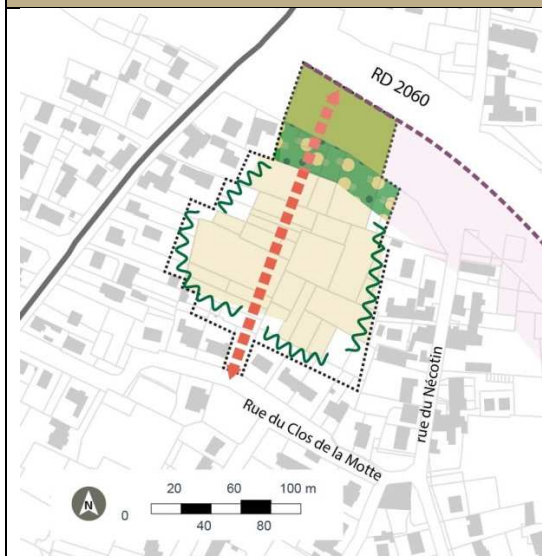 RD 2060
rue du Nécotin
Rue du Clos de la Motte
N
20 60 100 m
0
40 80